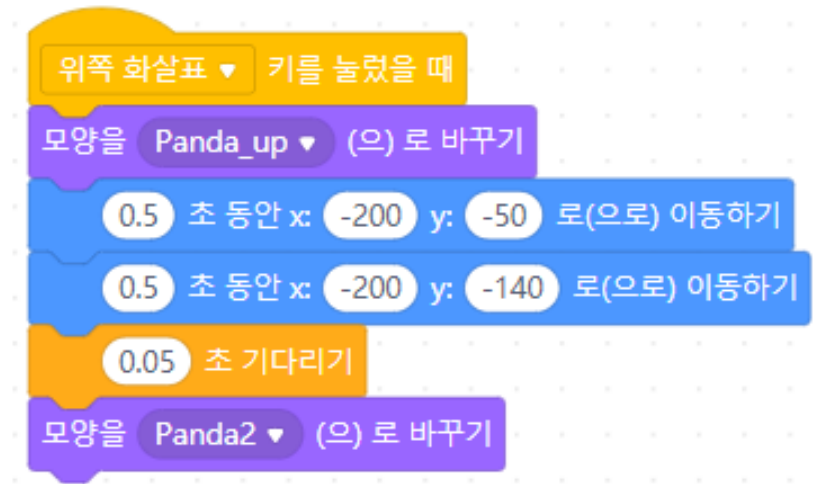 위쪽 화살표 ▼ 키를 눌렀을 때
모양을 Panda_up ▼ (으) 로 바꾸기
0.5 초 동안 x: -200 y: -50 로(으로) 이동하기
0.5 초 동안 x: -200 y: -140 로(으로) 이동하기
0.05 초 기다리기
모양을 Panda2 ▼ (으) 로 바꾸기